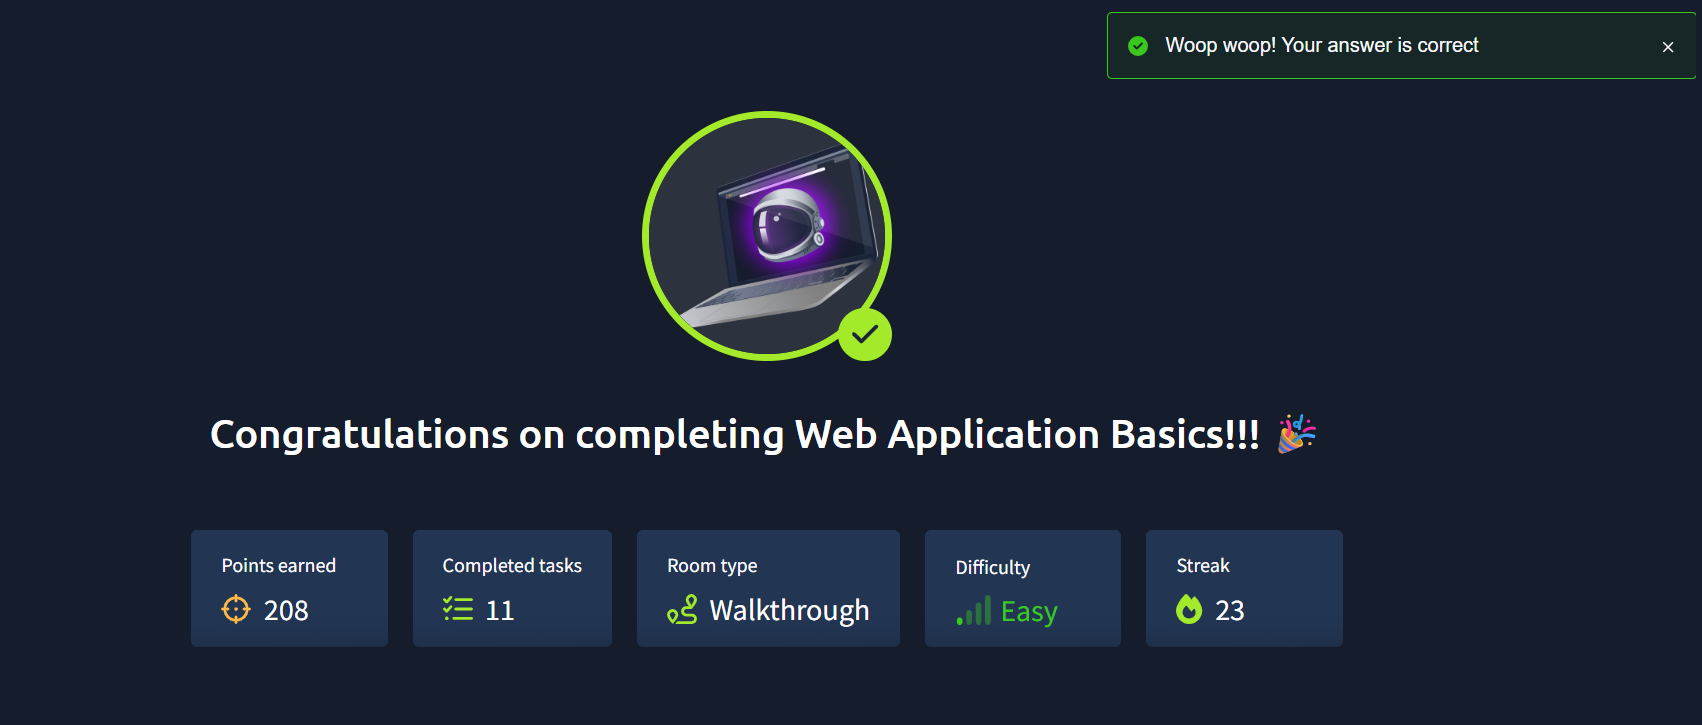 Woop woop! Your answer is correct
Congratulations on completing Web Application Basics!!! 🎉
Points earned
208
Completed tasks
11
Room type
Walkthrough
Difficulty
Easy
Streak
23